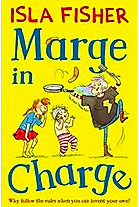 ISLA FISHER
Marge
in
Charge
Why follow the rules when you can invent your own?